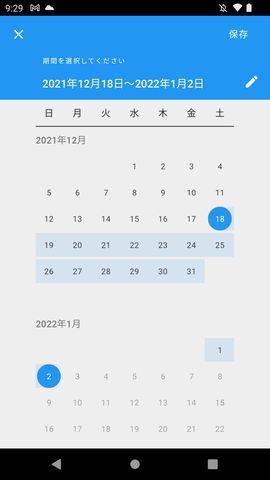 9:29
保存
期間を選択してください
2021年12月18日〜2022年1月2日
日 月 火 水 木 金 土
2021年12月
1 2 3 4
5 6 7 8 9 10 11
12 13 14 15 16 17 18
19 20 21 22 23 24 25
26 27 28 29 30 31
2022年1月
1
2 3 4 5 6 7 8
9 10 11 12 13 14 15
16 17 18 19 20 21 22